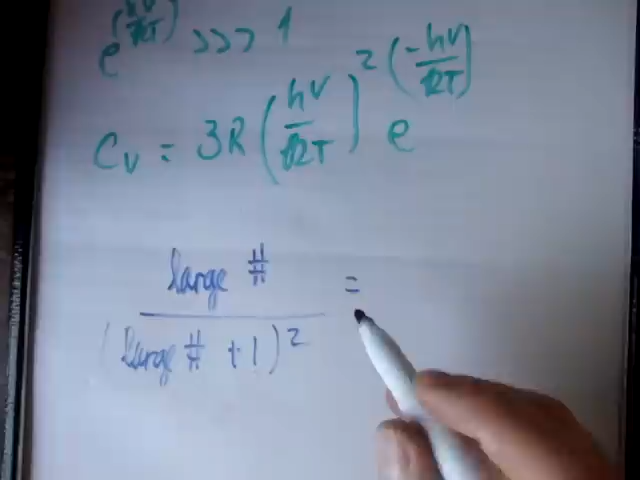 e^(hν/kT) >>> 1
Cv = 3R (hν/kT)^2 e^(-hν/kT)
large # =
(large # + 1)^2